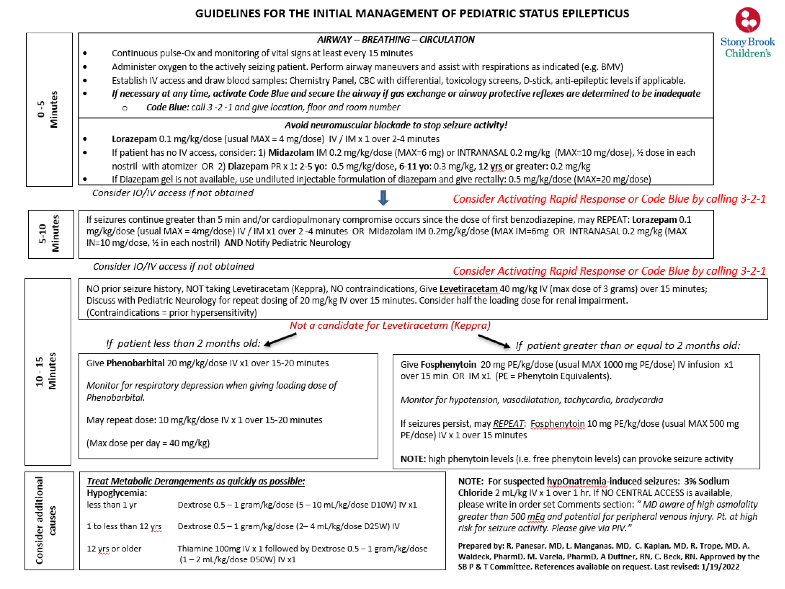 GUIDELINES FOR THE INITIAL MANAGEMENT OF PEDIATRIC STATUS EPILEPTICUS
Stony Brook
Children's
0 -5
Minutes
AIRWAY – BREATHING – CIRCULATION
• Continuous pulse-Ox and monitoring of vital signs at least every 15 minutes
• Administer oxygen to the actively seizing patient. Perform airway maneuvers and assist with respirations as indicated (e.g. BMV)
• Establish IV access and draw blood samples: Chemistry Panel, CBC with differential, toxicology screens, D-stick, anti-epileptic levels if applicable.
• If necessary at any time, activate Code Blue and secure the airway if gas exchange or airway protective reflexes are determined to be inadequate
o Code Blue: call 3 -2 -1 and give location, floor and room number
Avoid neuromuscular blockade to stop seizure activity!
• Lorazepam 0.1 mg/kg/dose (usual MAX = 4 mg/dose) IV / IM x 1 over 2-4 minutes
• If patient has no IV access, consider: 1) Midazolam IM 0.2 mg/kg/dose (MAX=6 mg) or INTRANASAL 0.2 mg/kg (MAX=10 mg/dose), ½ dose in each
nostril with atomizer OR 2) Diazepam PR x 1: 2-5 yo: 0.5 mg/kg/dose, 6-11 yo: 0.3 mg/kg, 12 yrs or greater: 0.2 mg/kg
• If Diazepam gel is not available, use undiluted injectable formulation of diazepam and give rectally: 0.5 mg/kg/dose (MAX=20 mg/dose)
Consider IO/IV access if not obtained
Consider Activating Rapid Response or Code Blue by calling 3-2-1
5-10
Minutes
If seizures continue greater than 5 min and/or cardiopulmonary compromise occurs since the dose of first benzodiazepine, may REPEAT: Lorazepam 0.1
mg/kg/dose (usual MAX = 4mg/dose) IV / IM x1 over 2 -4 minutes OR Midazolam IM 0.2mg/kg/dose (MAX IM=6mg OR INTRANASAL 0.2 mg/kg (MAX
IN=10 mg/dose, ½ in each nostril) AND Notify Pediatric Neurology
Consider IO/IV access if not obtained
Consider Activating Rapid Response or Code Blue by calling 3-2-1
10 - 15
Minutes
NO prior seizure history, NOT taking Levetiracetam (Keppra), NO contraindications, Give Levetiracetam 40 mg/kg IV (max dose of 3 grams) over 15 minutes;
Discuss with Pediatric Neurology for repeat dosing of 20 mg/kg IV over 15 minutes. Consider half the loading dose for renal impairment.
(Contraindications = prior hypersensitivity)
Not a candidate for Levetiracetam (Keppra)
If patient less than 2 months old:
If patient greater than or equal to 2 months old:
Give Phenobarbital 20 mg/kg/dose IV x1 over 15-20 minutes
Monitor for respiratory depression when giving loading dose of
Phenobarbital.
May repeat dose: 10 mg/kg/dose IV x 1 over 15-20 minutes
(Max dose per day = 40 mg/kg)
Give Fosphenytoin 20 mg PE/kg/dose (usual MAX 1000 mg PE/dose) IV infusion x1
over 15 min OR IM x1 (PE = Phenytoin Equivalents).
Monitor for hypotension, vasodilatation, tachycardia, bradycardia
If seizures persist, may REPEAT: Fosphenytoin 10 mg PE/kg/dose (usual MAX 500 mg
PE/dose) IV x 1 over 15 minutes
NOTE: high phenytoin levels (i.e. free phenytoin levels) can provoke seizure activity
Consider additional
causes
Treat Metabolic Derangements as quickly as possible:
Hypoglycemia:
less than 1 yr Dextrose 0.5 – 1 gram/kg/dose (5 – 10 mL/kg/dose D10W) IV x1
1 to less than 12 yrs Dextrose 0.5 – 1 gram/kg/dose (2– 4 mL/kg/dose D25W) IV
12 yrs or older Thiamine 100mg IV x 1 followed by Dextrose 0.5 – 1 gram/kg/dose
(1 – 2 mL/kg/dose D50W) IV x1
NOTE: For suspected hypOnatremia-induced seizures: 3% Sodium
Chloride 2 mL/kg IV x 1 over 1 hr. If NO CENTRAL ACCESS is available,
please write in order set Comments section: " MD aware of high osmolality
greater than 500 mEq and potential for peripheral venous injury. Pt. at high
risk for seizure activity. Please give via PIV."
Prepared by: R. Panesar, MD, L. Manganas, MD, C. Kaplan, MD, R. Trope, MD, A.
Waldeck, PharmD, M. Varela, PharmD, A Duffner, RN, C. Beck, RN. Approved by the
SB P & T Committee. References available on request. Last revised: 1/19/2022